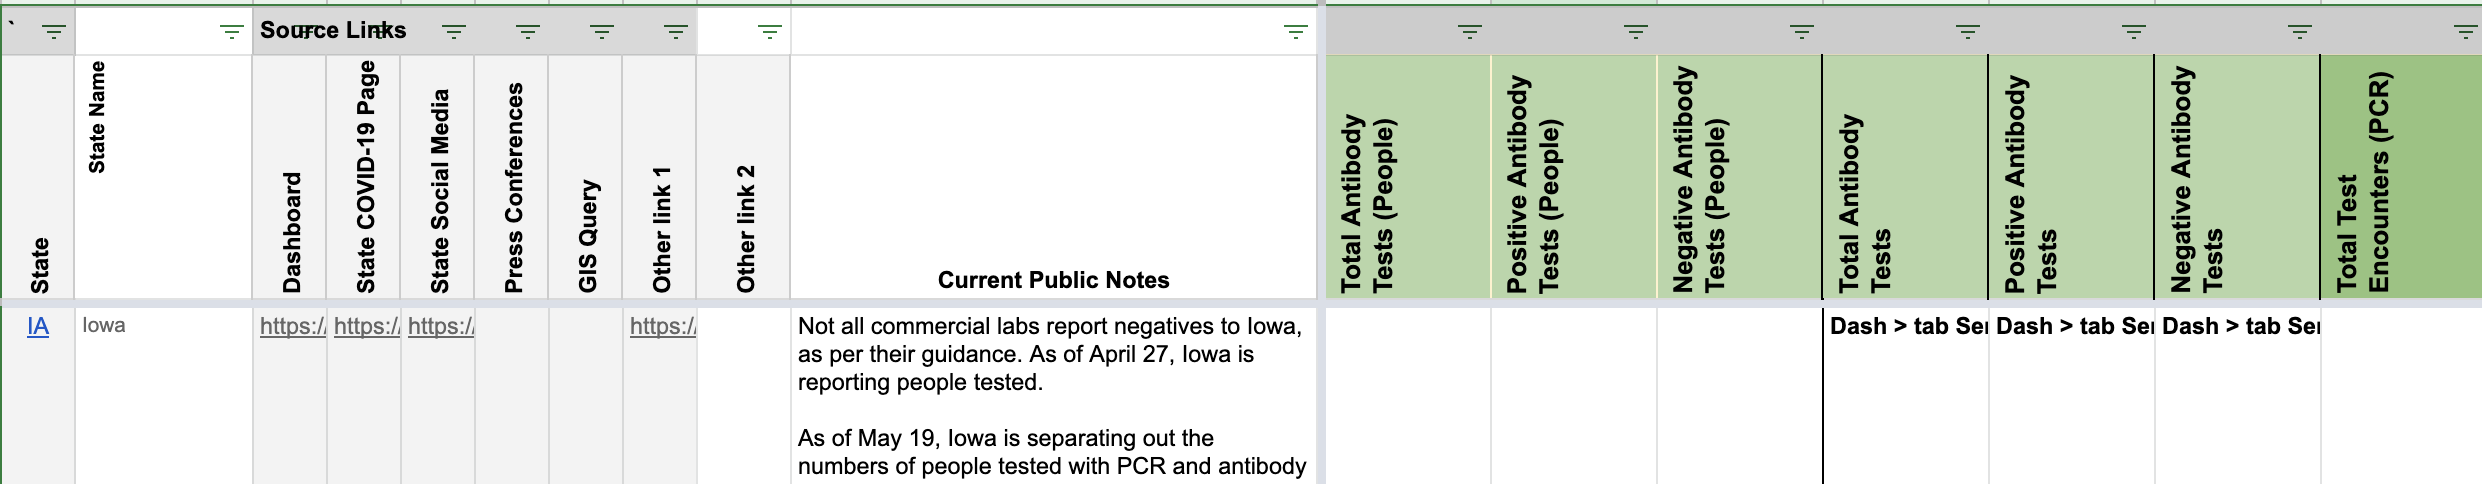 `
Source Links
State
State Name
Dashboard
State COVID-19 Page
State Social Media
Press Conferences
GIS Query
Other link 1
Other link 2
Current Public Notes
Total Antibody
Tests (People)
Positive Antibody
Tests (People)
Negative Antibody
Tests (People)
Total Antibody
Tests
Positive Antibody
Tests
Negative Antibody
Tests
Total Test
Encounters (PCR)
IA
Iowa
https:/
https:/
https:/
https:/
Not all commercial labs report negatives to Iowa,
as per their guidance. As of April 27, Iowa is
reporting people tested.
As of May 19, Iowa is separating out the
numbers of people tested with PCR and antibody
Dash > tab Ser
Dash > tab Ser
Dash > tab Ser